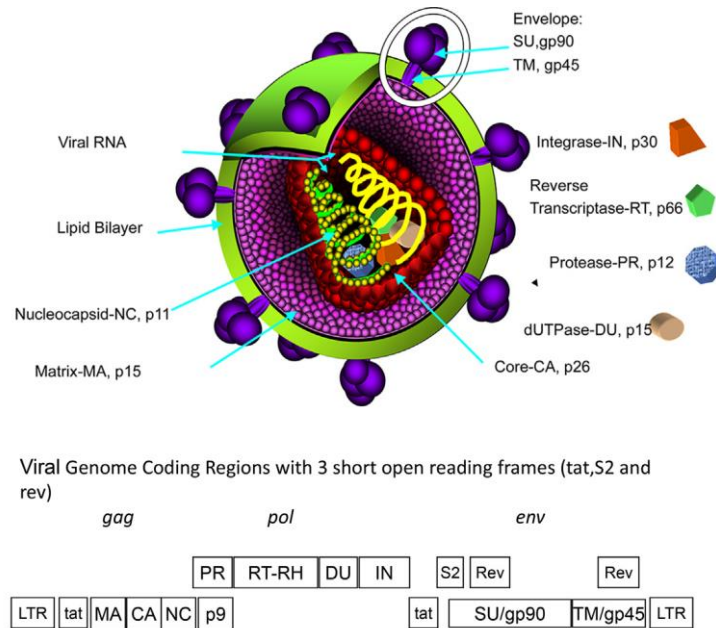 Envelope:
SU,gp90
TM, gp45
Viral RNA
Integrase-IN, p30
Reverse
Transcriptase-RT, p66
Lipid Bilayer
Protease-PR, p12
Nucleocapsid-NC, p11
dUTPase-DU, p15
Matrix-MA, p15
Core-CA, p26
Viral Genome Coding Regions with 3 short open reading frames (tat,S2 and
rev)
gag pol env
PR RT-RH DU IN S2 Rev Rev
LTR tat MA CA NC p9 tat SU/gp90 TM/gp45 LTR